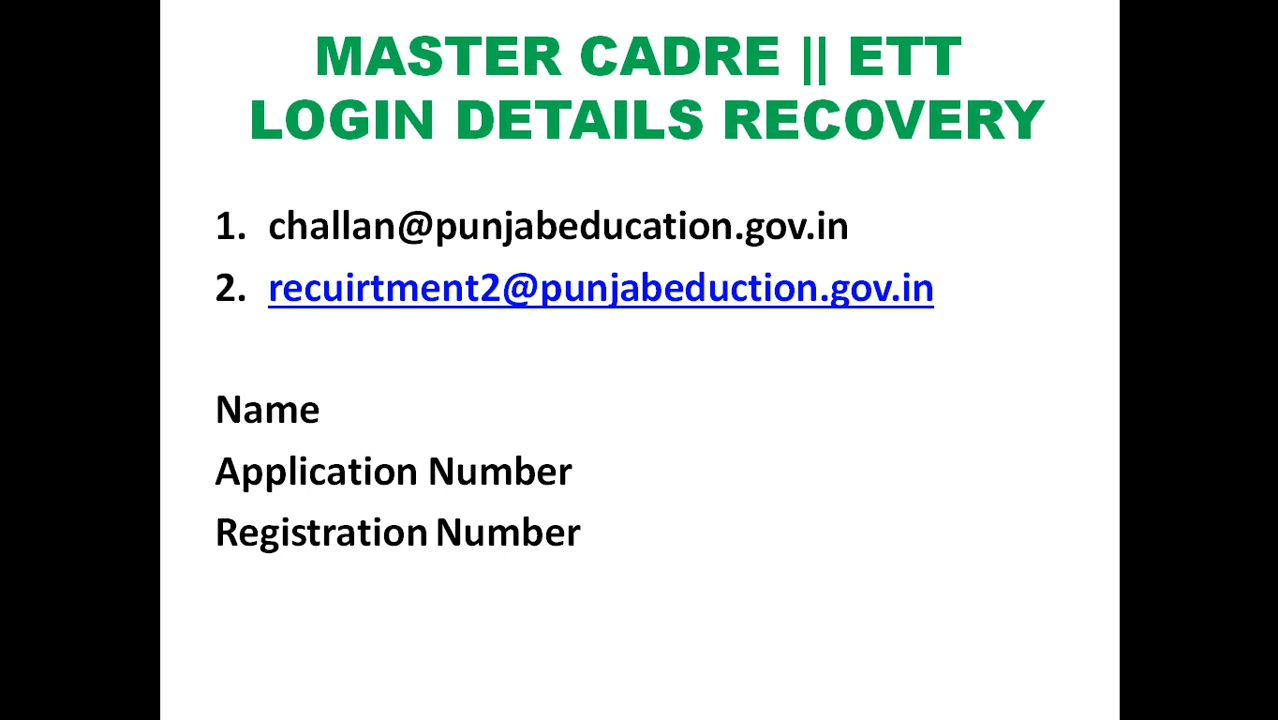 MASTER CADRE || ETT
LOGIN DETAILS RECOVERY
1. challan@punjabeducation.gov.in
2. recuirtment2@punjabeduction.gov.in
Name
Application Number
Registration Number